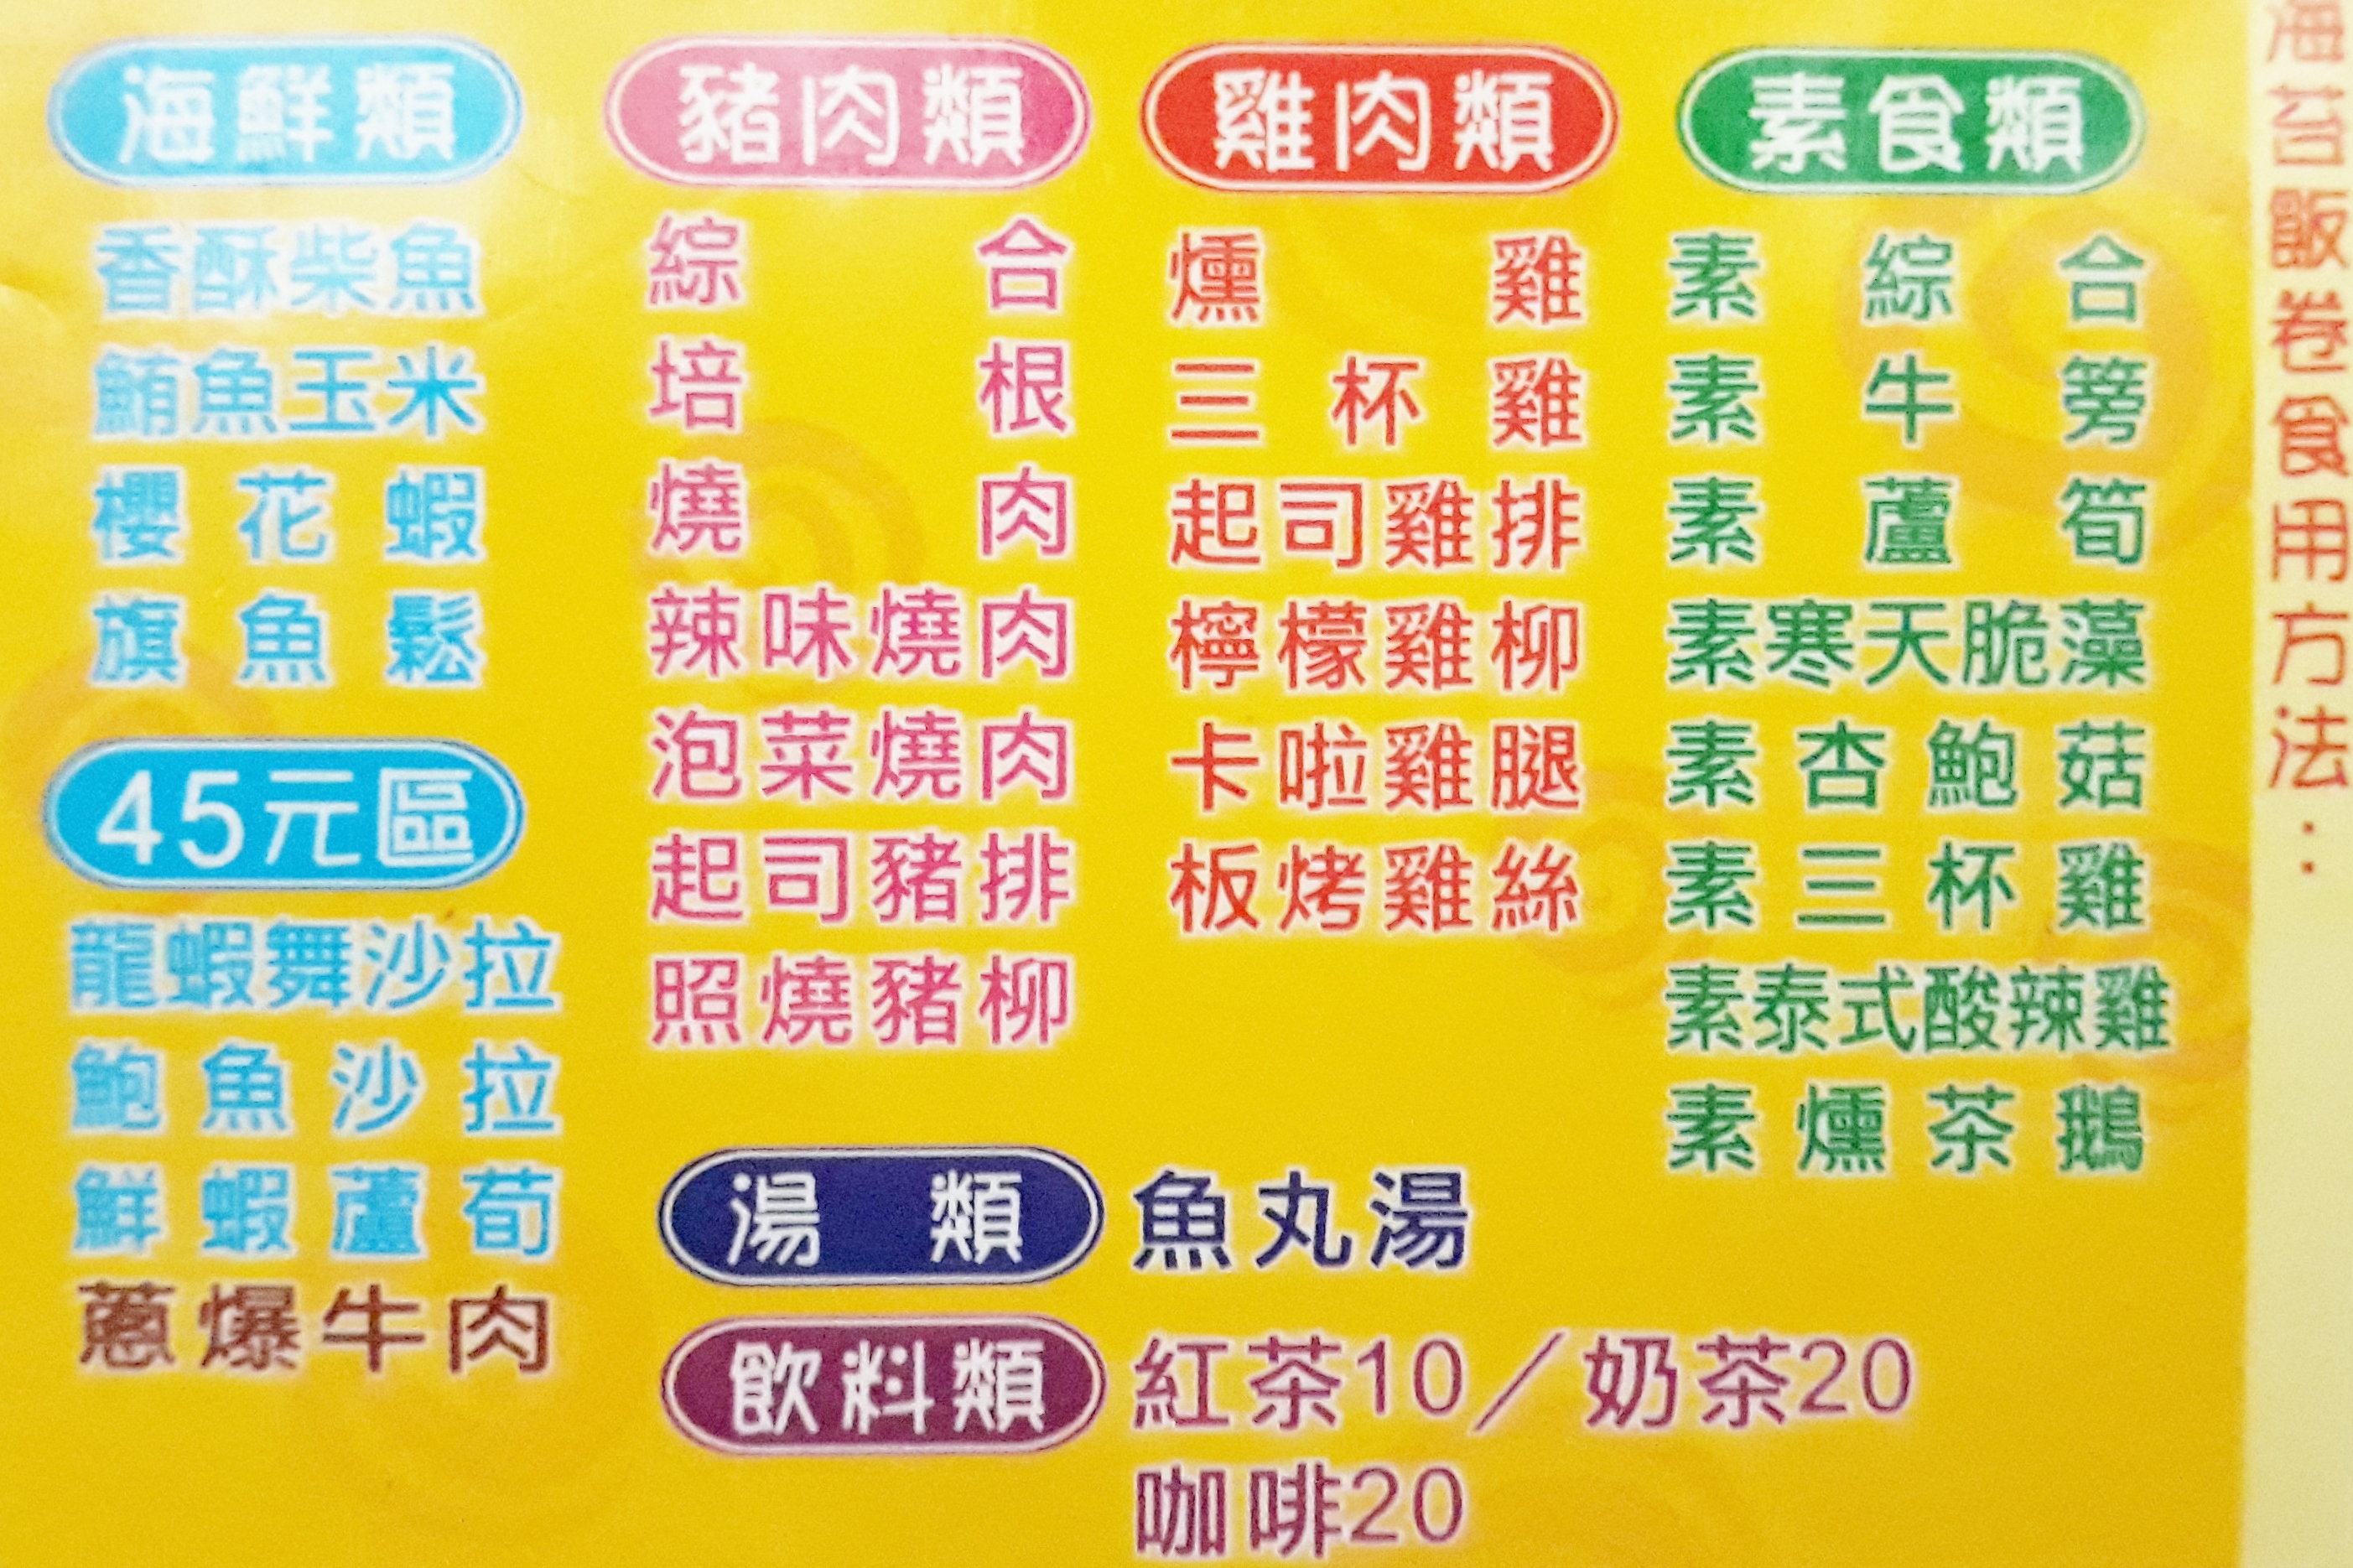 海鮮類
香酥柴魚
鮪魚玉米
櫻花蝦
旗魚鬆
45元區
龍蝦舞沙拉
鮑魚沙拉
鮮蝦蘆荀
蔥爆牛肉
豬肉類
綜合
培根
燒肉
辣味燒肉
泡菜燒肉
起司豬排
照燒豬柳
雞肉類
燻雞
三杯雞
起司雞排
檸檬雞柳
卡啦雞腿
板烤雞絲
素食類
素綜合
素牛蒡
素蘆筍
素寒天脆藻
素杏鮑菇
素三杯雞
素泰式酸辣雞
素燻茶鵝
湯類
魚丸湯
飲料類
紅茶10／奶茶20
咖啡20
海苔飯卷食用方法：